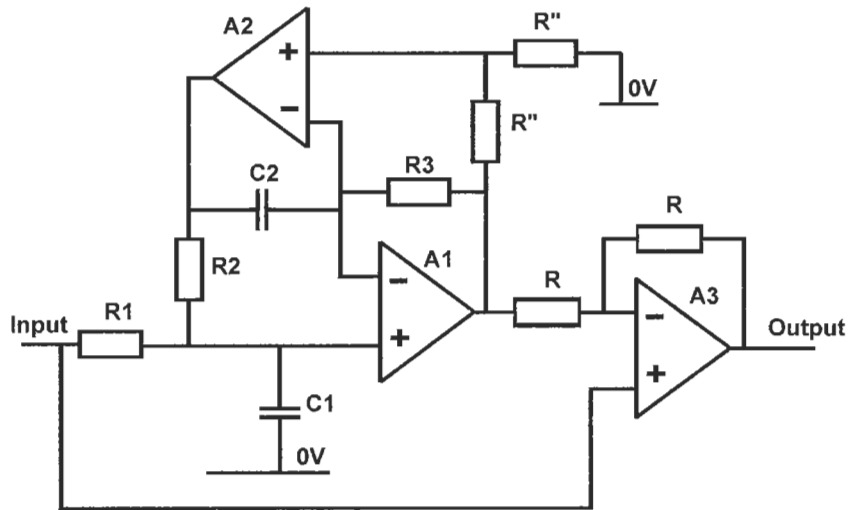 A2
+
−
R"
0V
R"
R3
C2
R2
A1
−
+
R
R
A3
−
+
Input
R1
Output
C1
0V